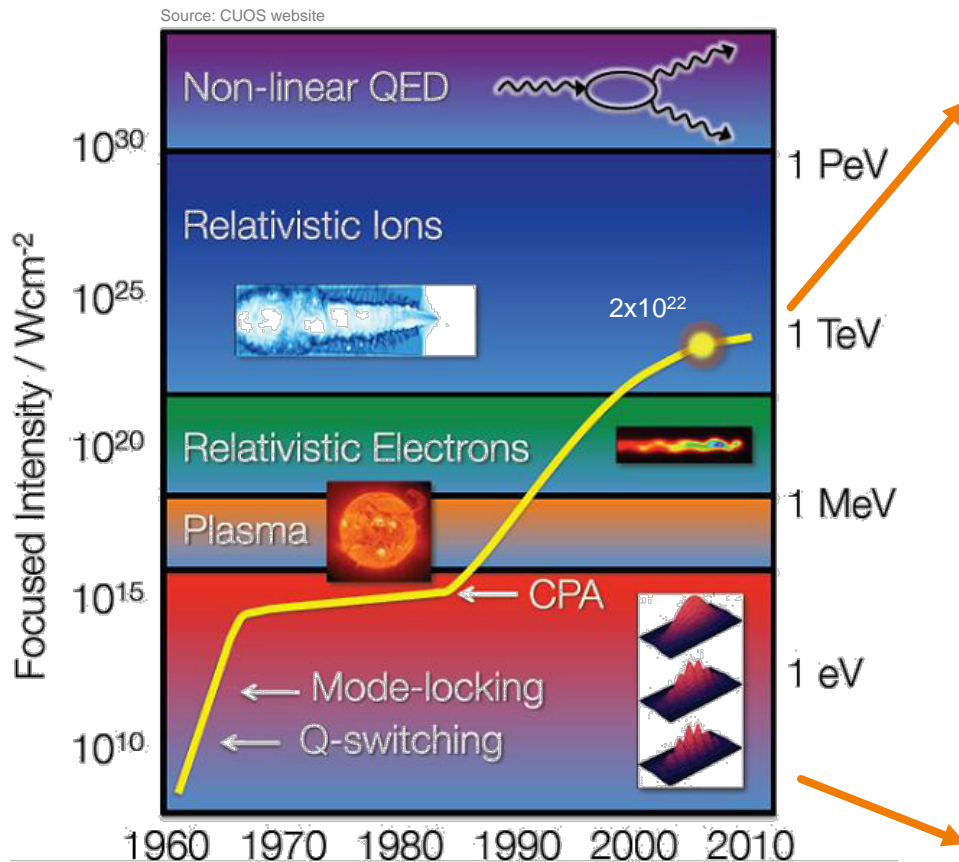 Source: CUOS website
Non-linear QED
10³⁰
1 PeV
Relativistic Ions
10²⁵
2x10²²
1 TeV
Focused Intensity / Wcm⁻²
10²⁰
Relativistic Electrons
1 MeV
Plasma
10¹⁵
CPA
1 eV
Mode-locking
10¹⁰
Q-switching
1960 1970 1980 1990 2000 2010